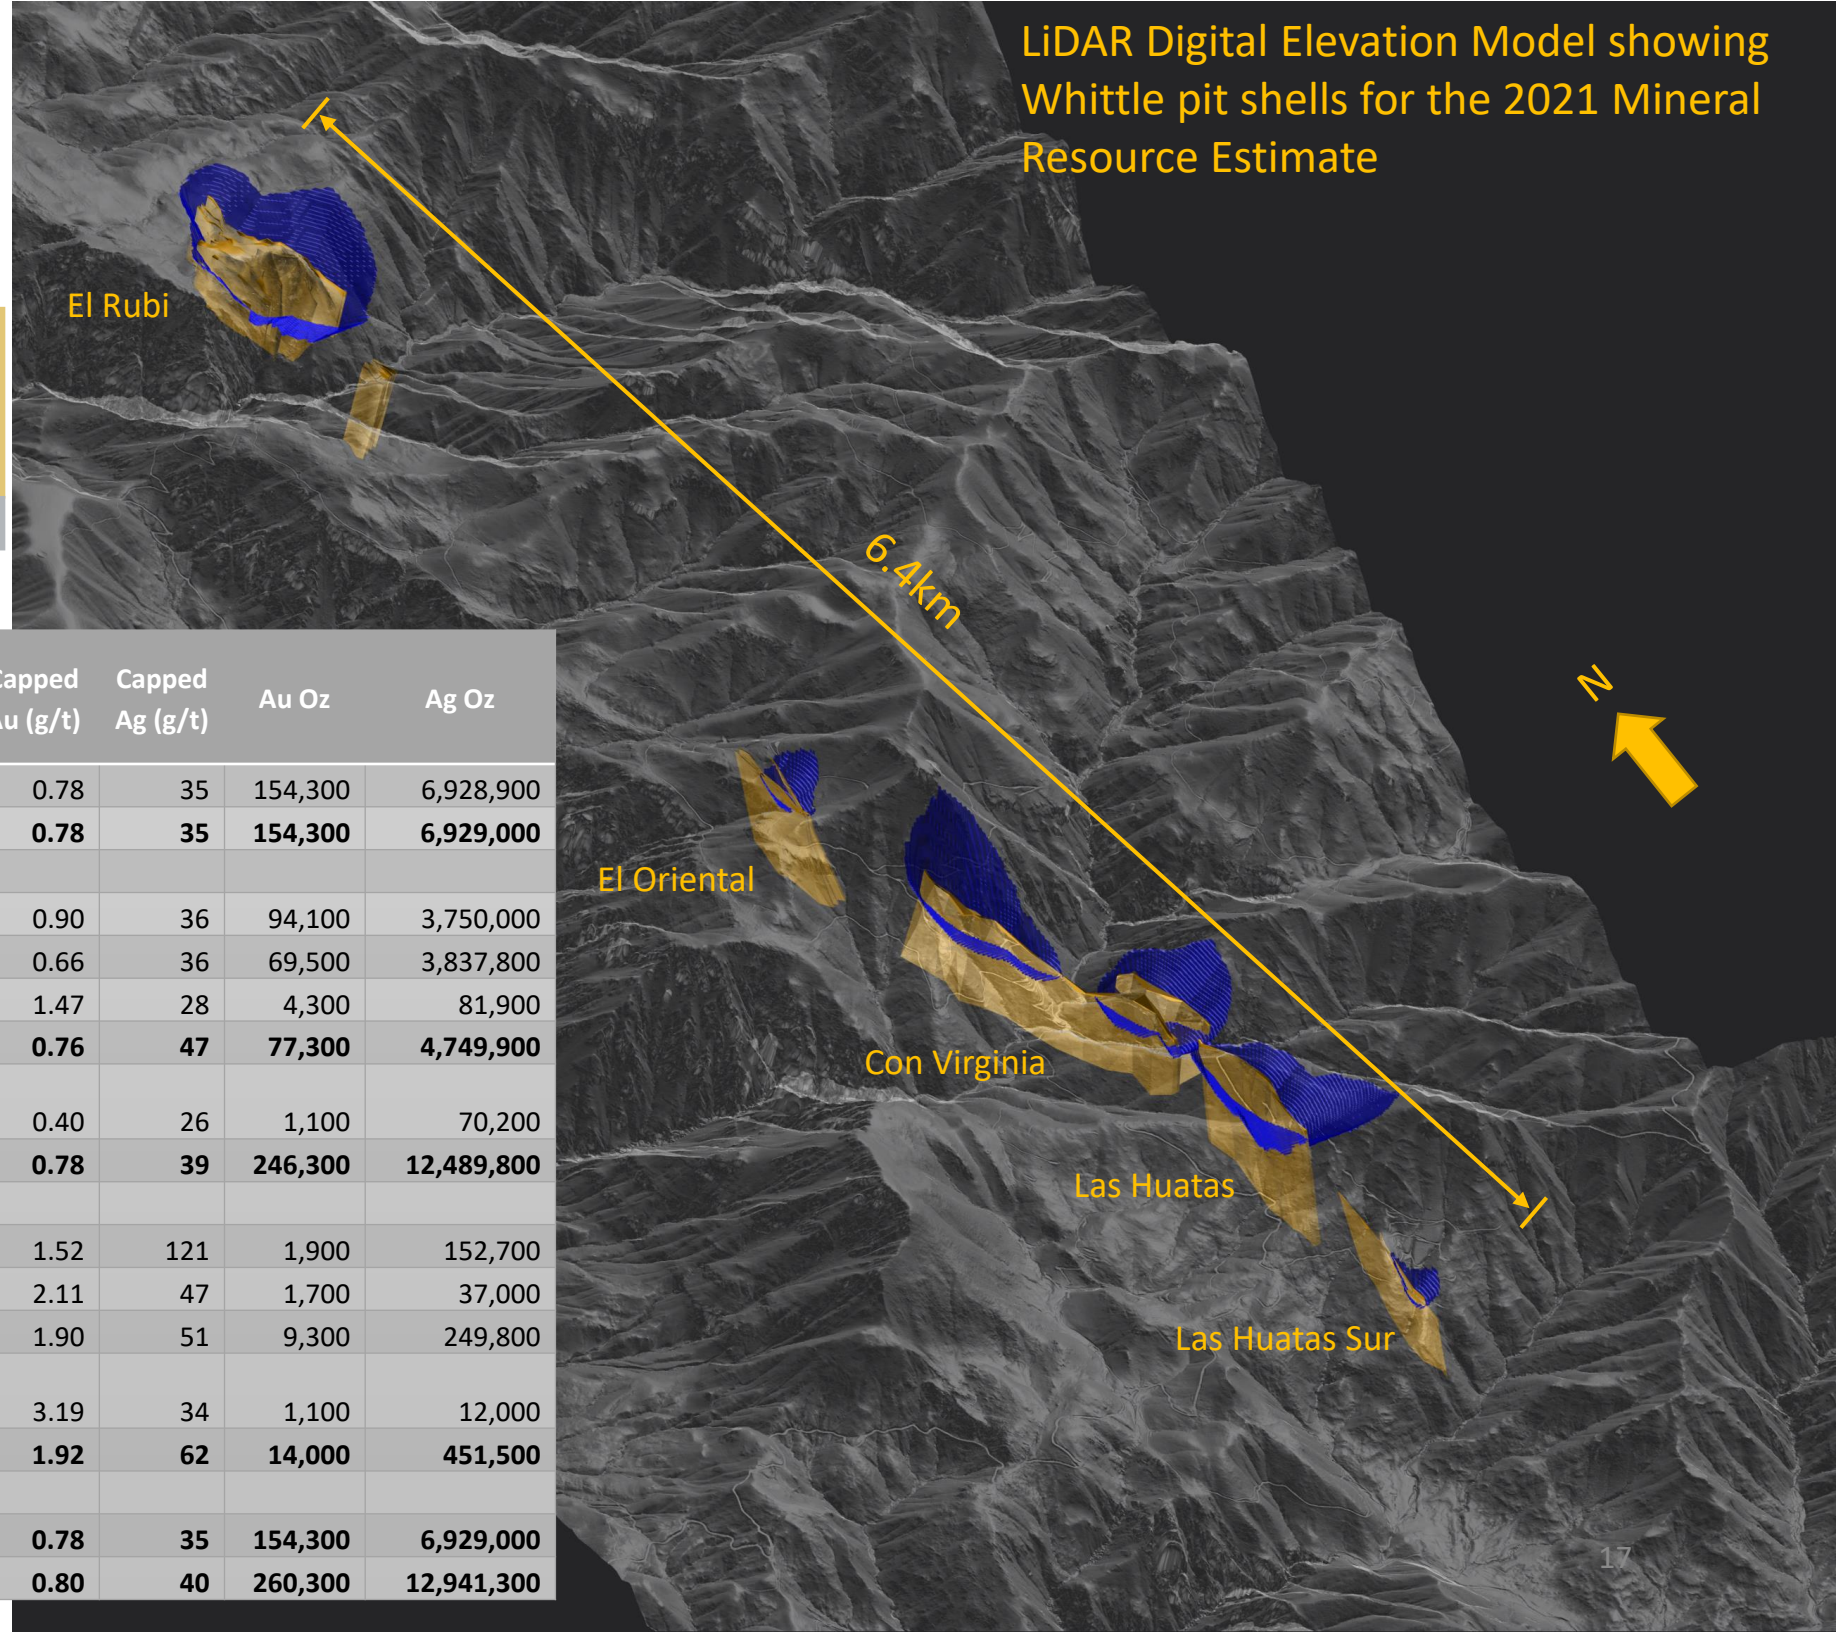 LiDAR Digital Elevation Model showing
Whittle pit shells for the 2021 Mineral
Resource Estimate
El Rubi
6.4km
N
El Oriental
Con Virginia
Las Huatas
Las Huatas Sur
Capped Ag (g/t) Au Oz Ag Oz
(g/t)
0.78 35 154,300 6,928,900
0.78 35 154,300 6,929,000
0.90 36 94,100 3,750,000
0.66 36 69,500 3,837,800
1.47 28 4,300 81,900
0.76 47 77,300 4,749,900
0.40 26 1,100 70,200
0.78 39 246,300 12,489,800
1.52 121 1,900 152,700
2.11 47 1,700 37,000
1.90 51 9,300 249,800
3.19 34 1,100 12,000
1.92 62 14,000 451,500
0.78 35 154,300 6,929,000
0.80 40 260,300 12,941,300
17